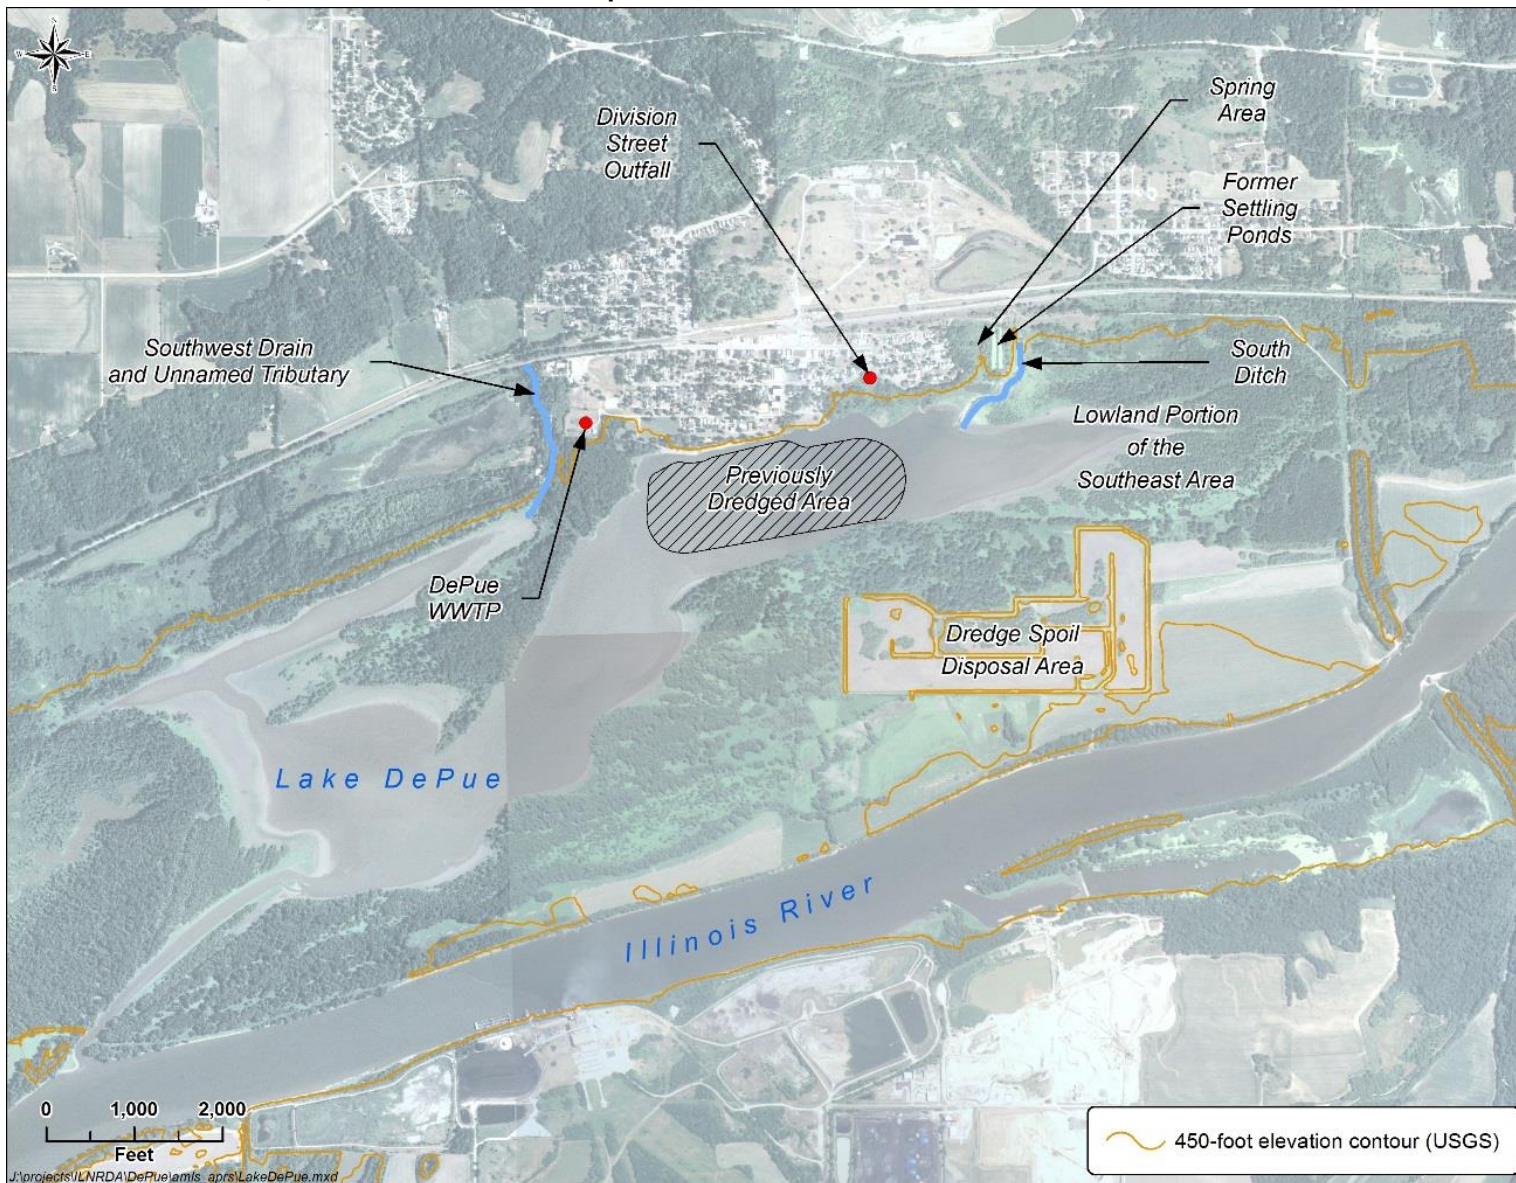 N
W
E
S
Spring
Area
Division
Street
Outfall
Former
Settling
Ponds
Southwest Drain
and Unnamed Tributary
South
Ditch
Lowland Portion
of the
Southeast Area
Previously
Dredged Area
DePue
WWTP
Dredge Spoil
Disposal Area
Lake DePue
Illinois River
0 1,000 2,000
Feet
450-foot elevation contour (USGS)
J:\projects\ILNRDA\DePue\amls_aprs\LakeDePue.mxd